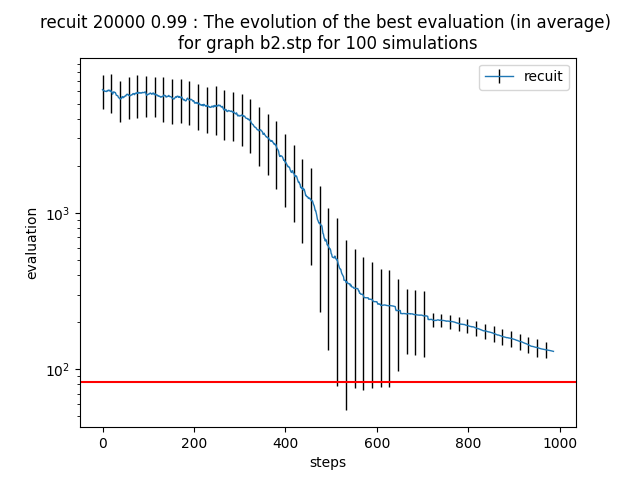 recuit 20000 0.99 : The evolution of the best evaluation (in average)
for graph b2.stp for 100 simulations
recuit
10³
10²
evaluation
0 200 400 600 800 1000
steps